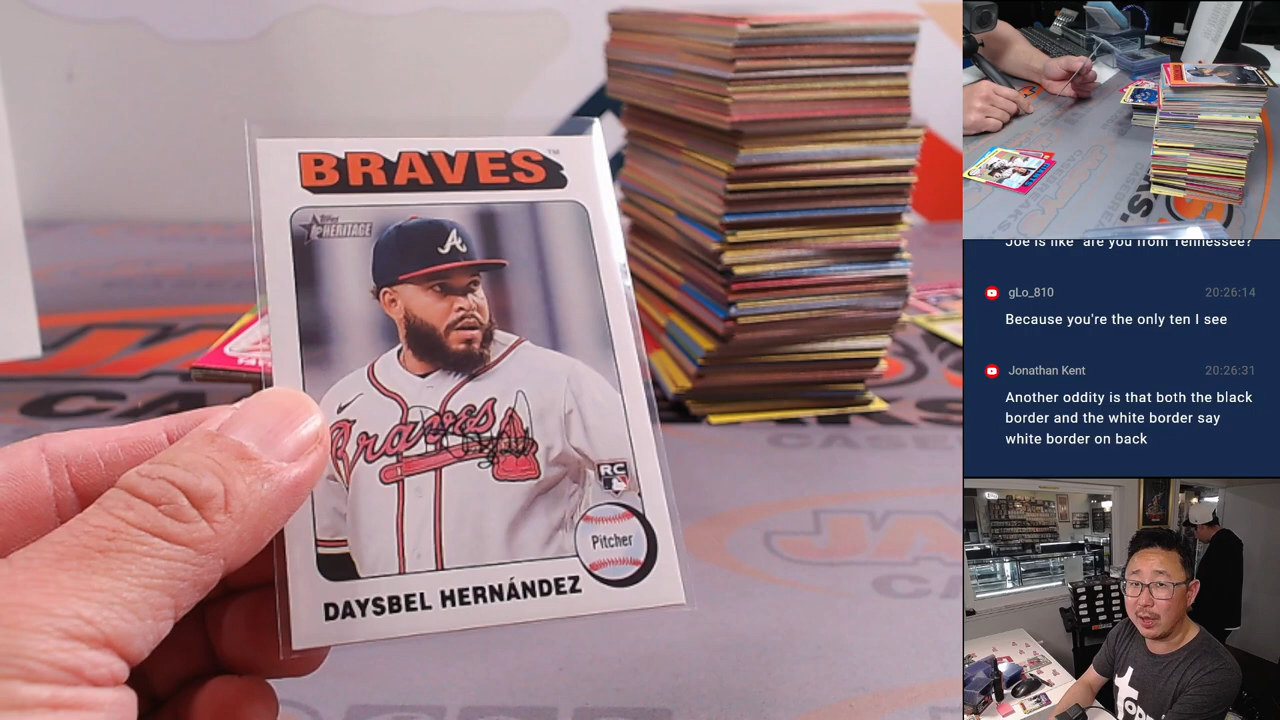 BRAVES™
Topps HERITAGE
A
Braves
RC
Pitcher
DAYSBEL HERNÁNDEZ
Joe is like are you from Tennessee?
gLo_810 20:26:14
Because you're the only ten I see
Jonathan Kent 20:26:31
Another oddity is that both the black
border and the white border say
white border on back